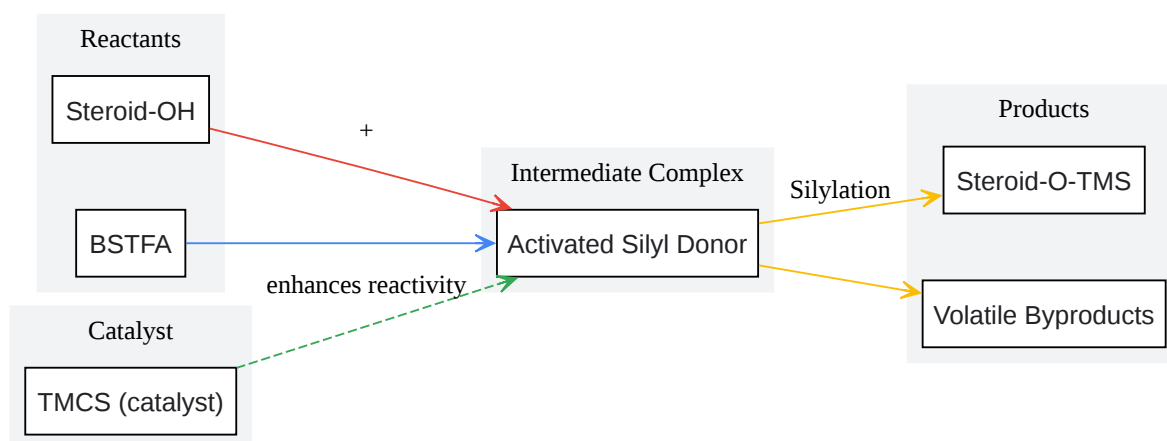 Reactants
Steroid-OH
+
BSTFA
enhances reactivity
Catalyst
TMCS (catalyst)
Intermediate Complex
Activated Silyl Donor
Silylation
Products
Steroid-O-TMS
Volatile Byproducts